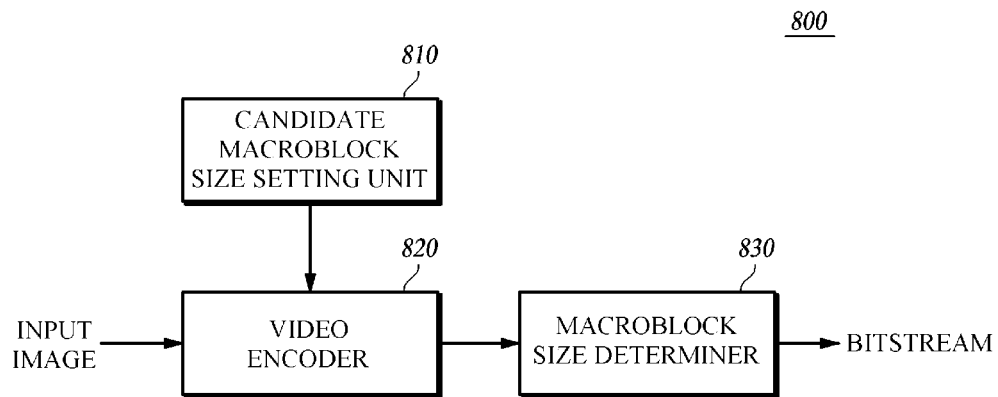 800
810
CANDIDATE
MACROBLOCK
SIZE SETTING UNIT
820
830
INPUT
IMAGE
VIDEO
ENCODER
MACROBLOCK
SIZE DETERMINER
BITSTREAM